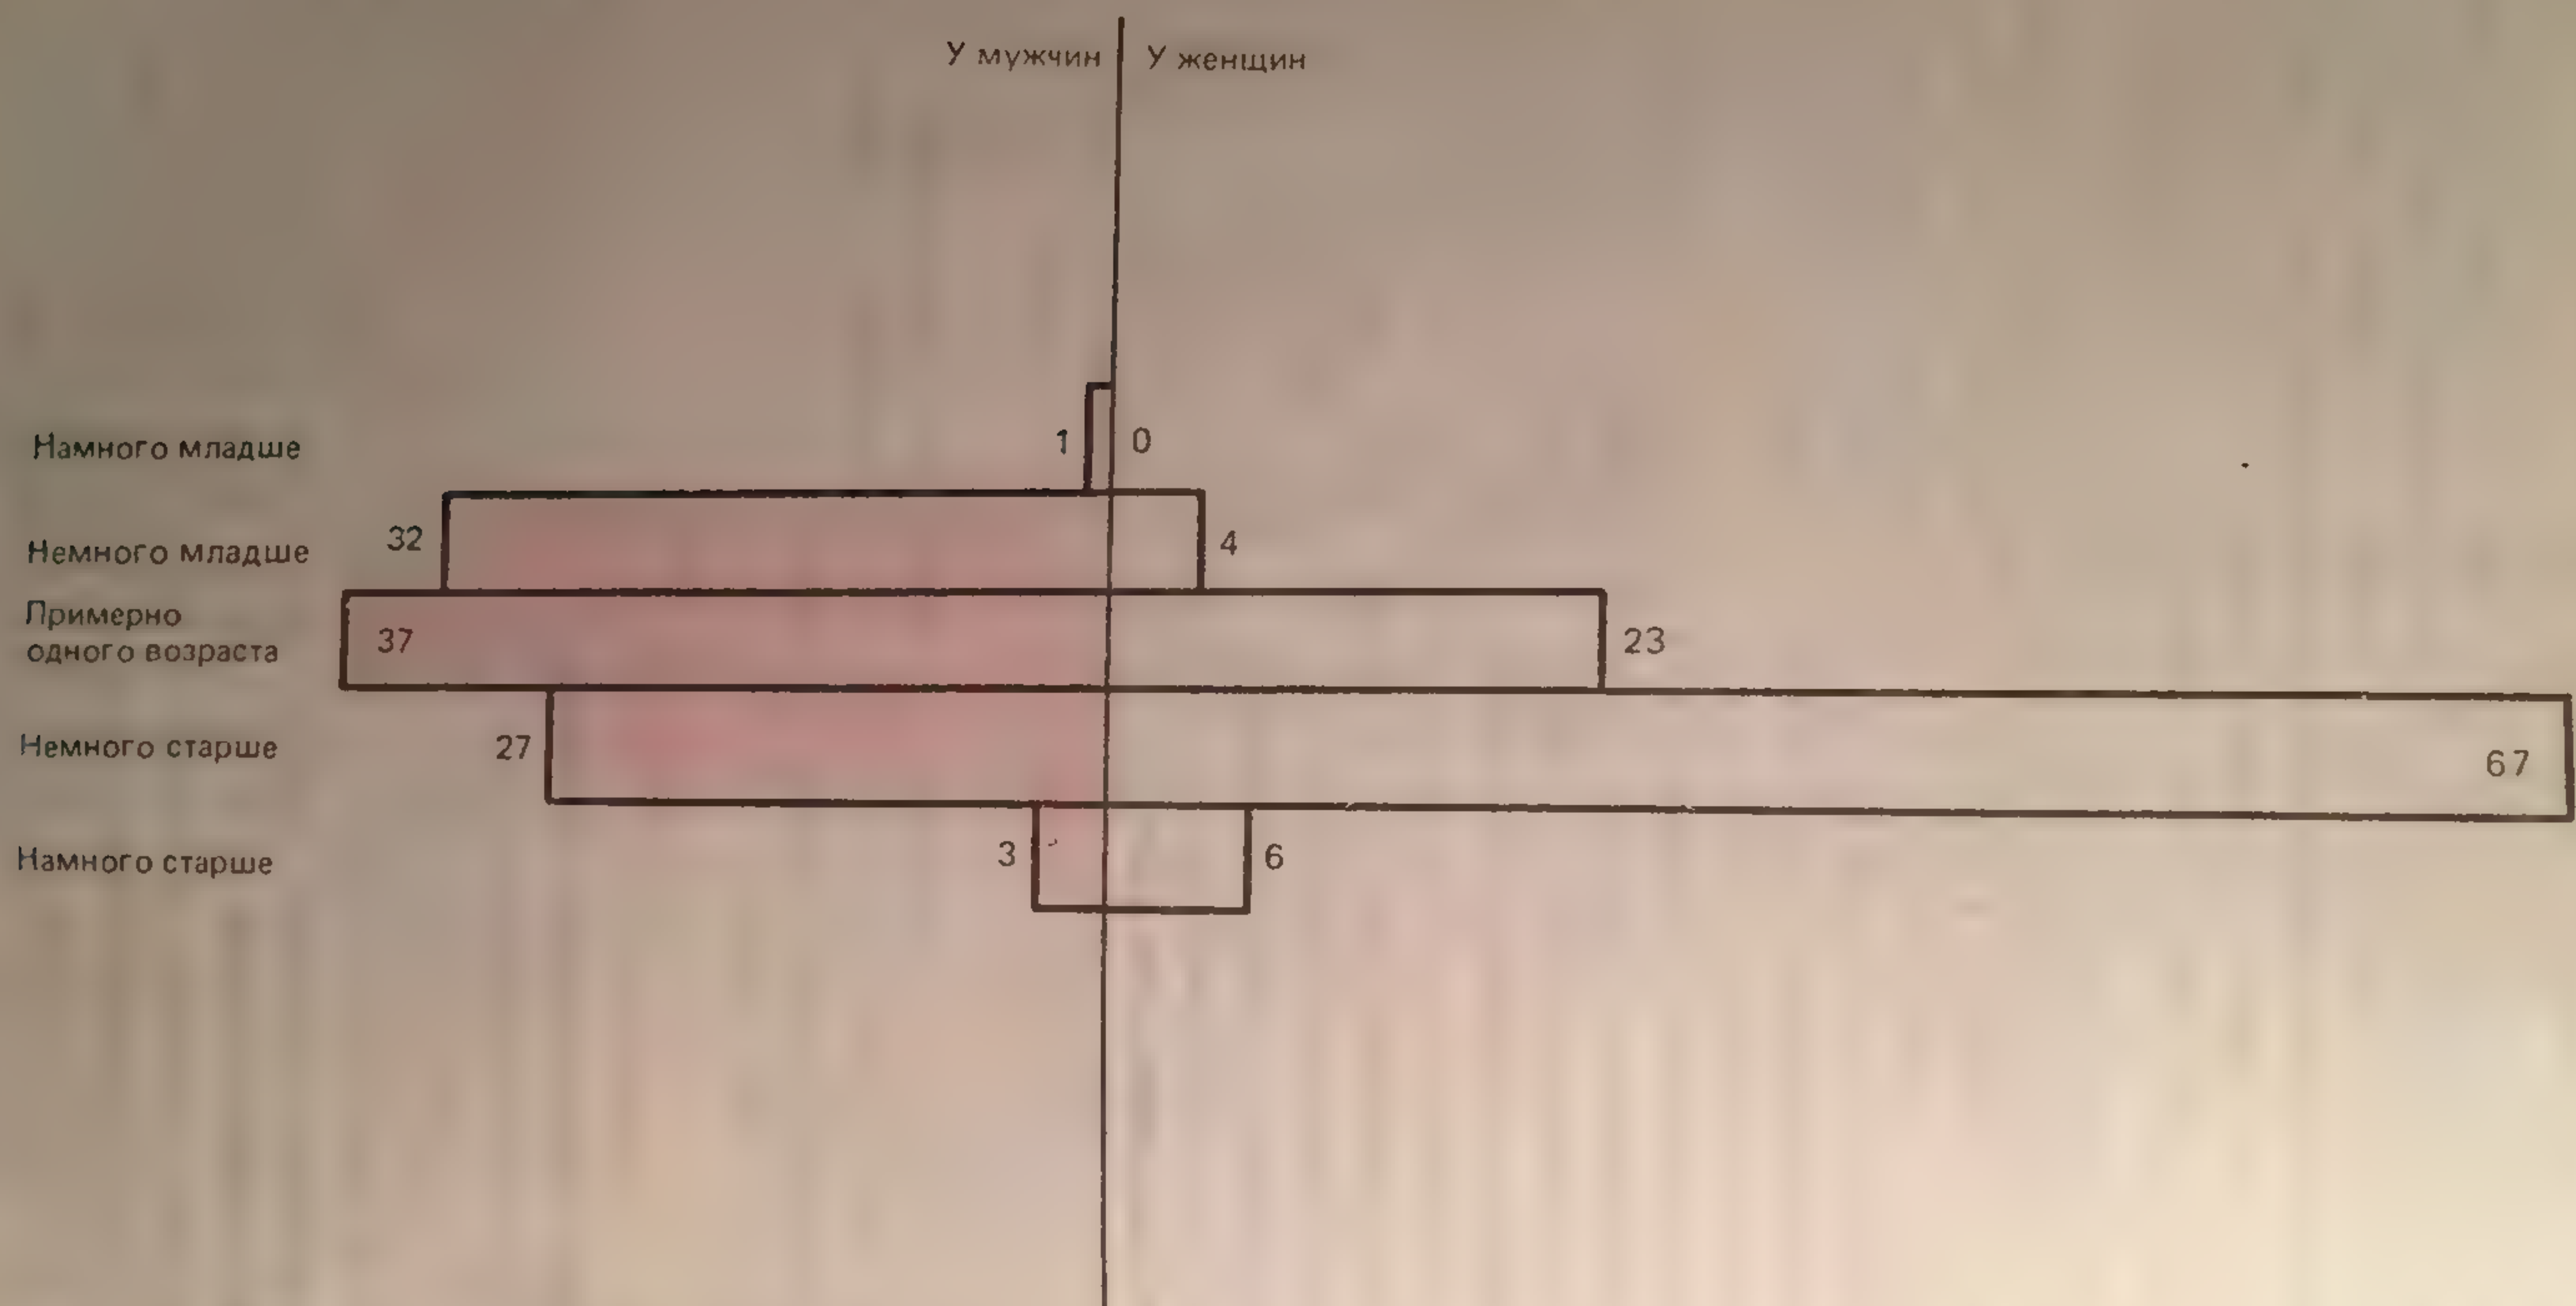 У мужчин У женщин
Намного младше 1 0
Немного младше 32 4
Примерно
одного возраста 37 23
Немного старше 27 67
Намного старше 3 6